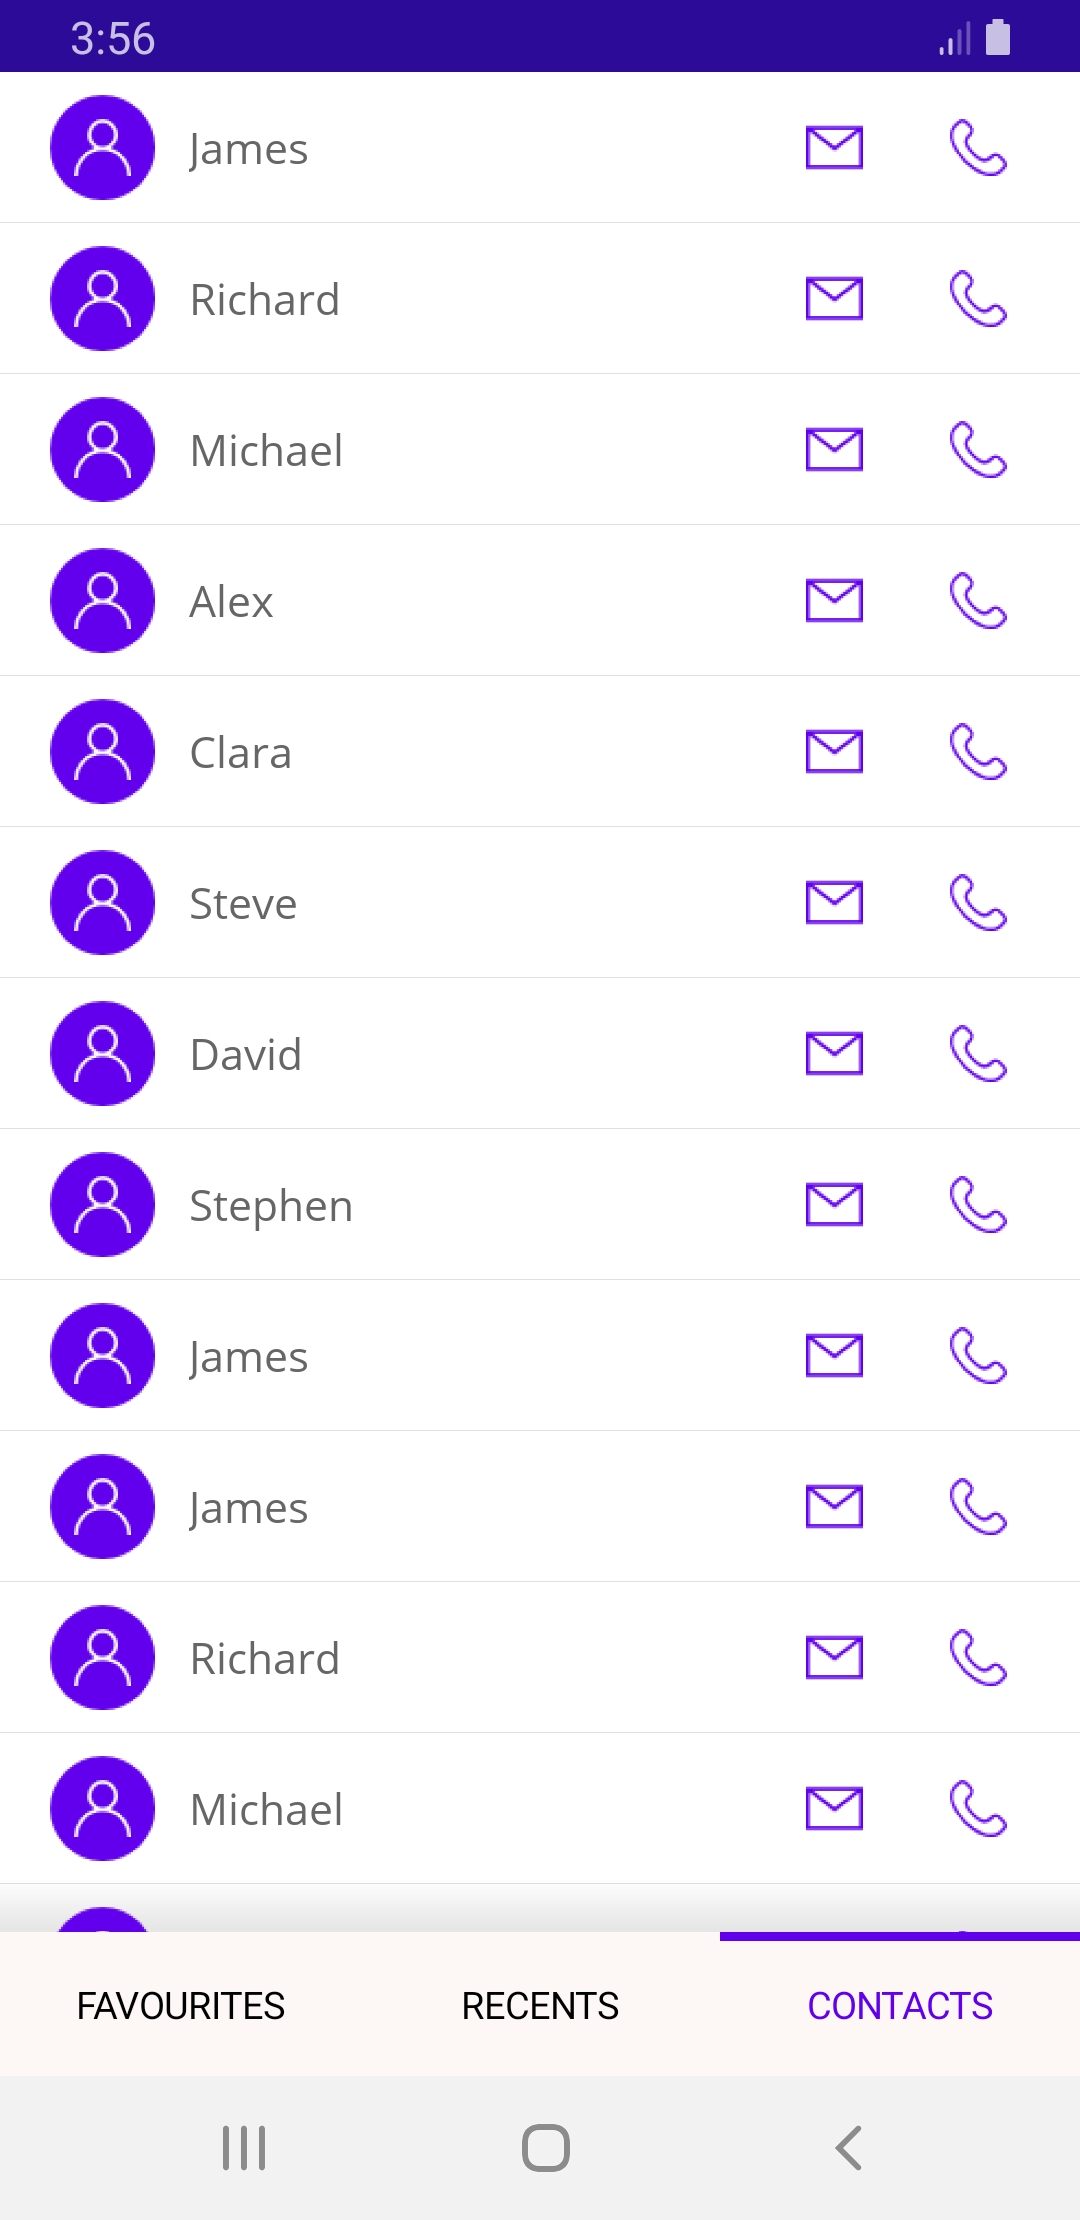 3:56
James
Richard
Michael
Alex
Clara
Steve
David
Stephen
James
James
Richard
Michael
FAVOURITES RECENTS CONTACTS